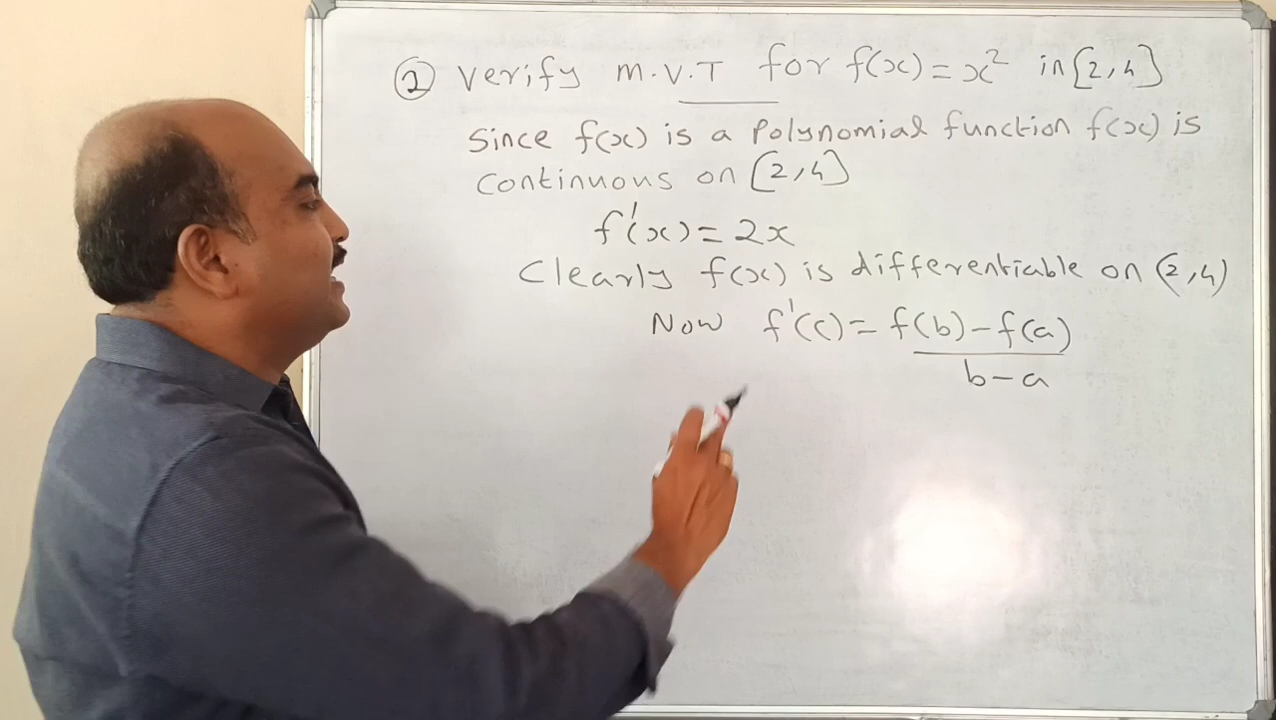 ② Verify M.V.T for f(x) = x² in [2,4]
Since f(x) is a Polynomial function f(x) is
Continuous on [2,4]
f'(x) = 2x
Clearly f(x) is differentiable on (2,4)
Now f'(c) = f(b) - f(a)
b - a